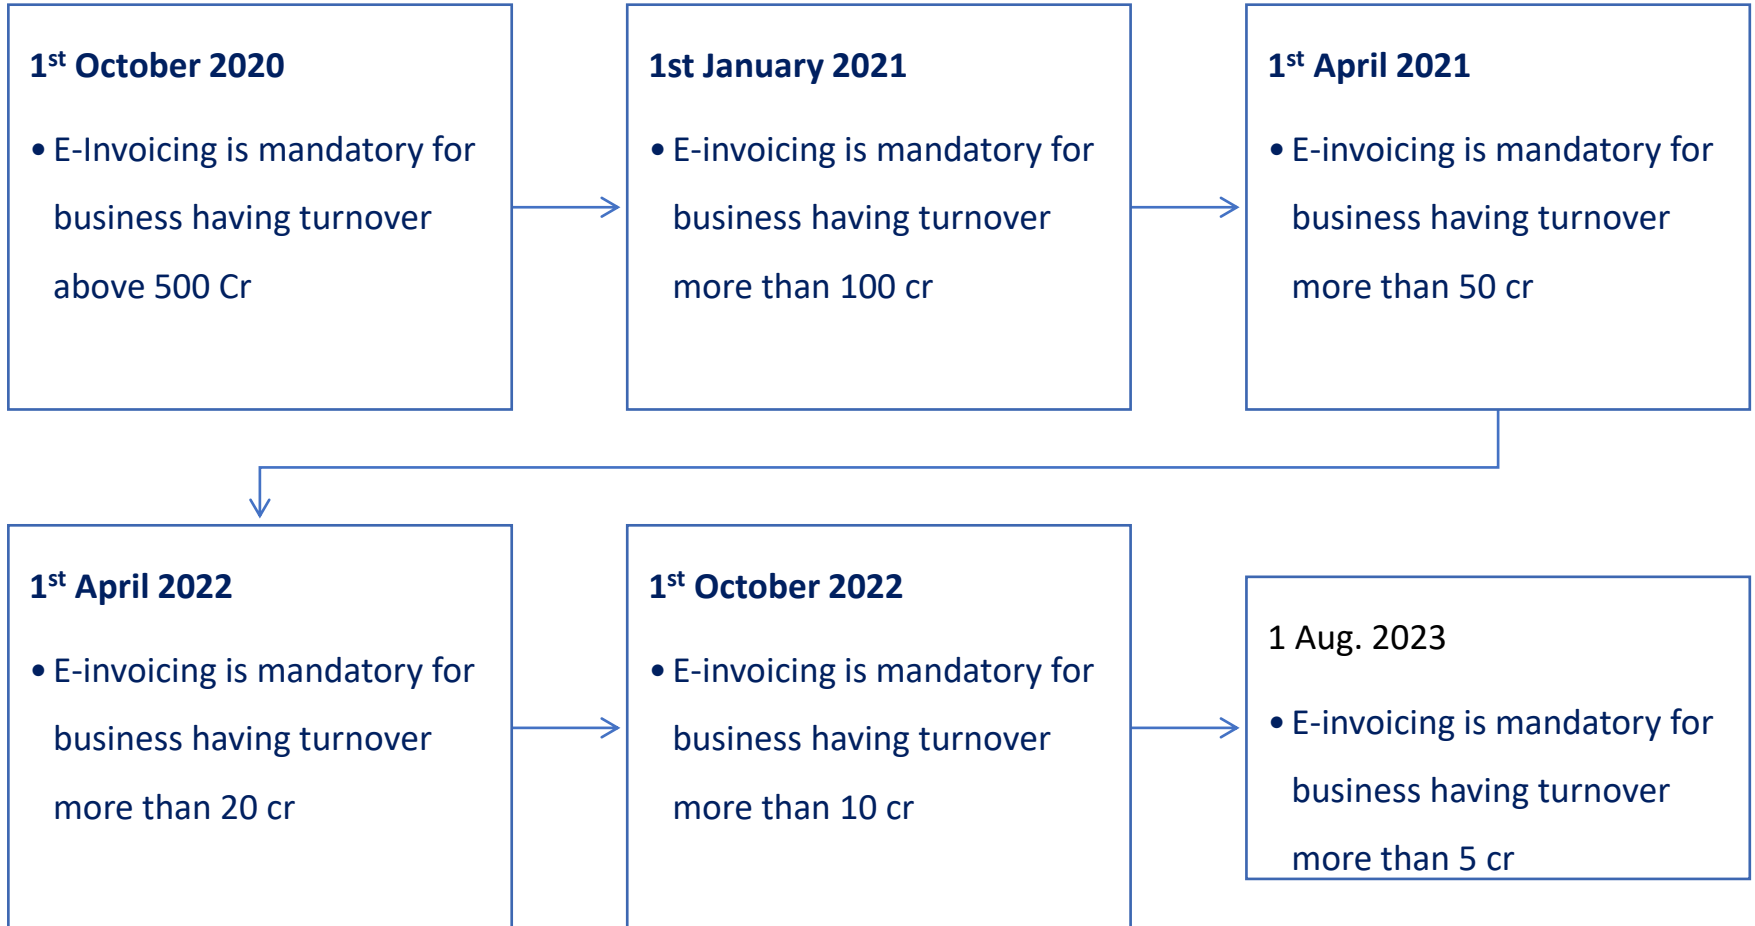 1st October 2020
• E-Invoicing is mandatory for
business having turnover
above 500 Cr
1st January 2021
• E-invoicing is mandatory for
business having turnover
more than 100 cr
1st April 2021
• E-invoicing is mandatory for
business having turnover
more than 50 cr
1st April 2022
• E-invoicing is mandatory for
business having turnover
more than 20 cr
1st October 2022
• E-invoicing is mandatory for
business having turnover
more than 10 cr
1 Aug. 2023
• E-invoicing is mandatory for
business having turnover
more than 5 cr